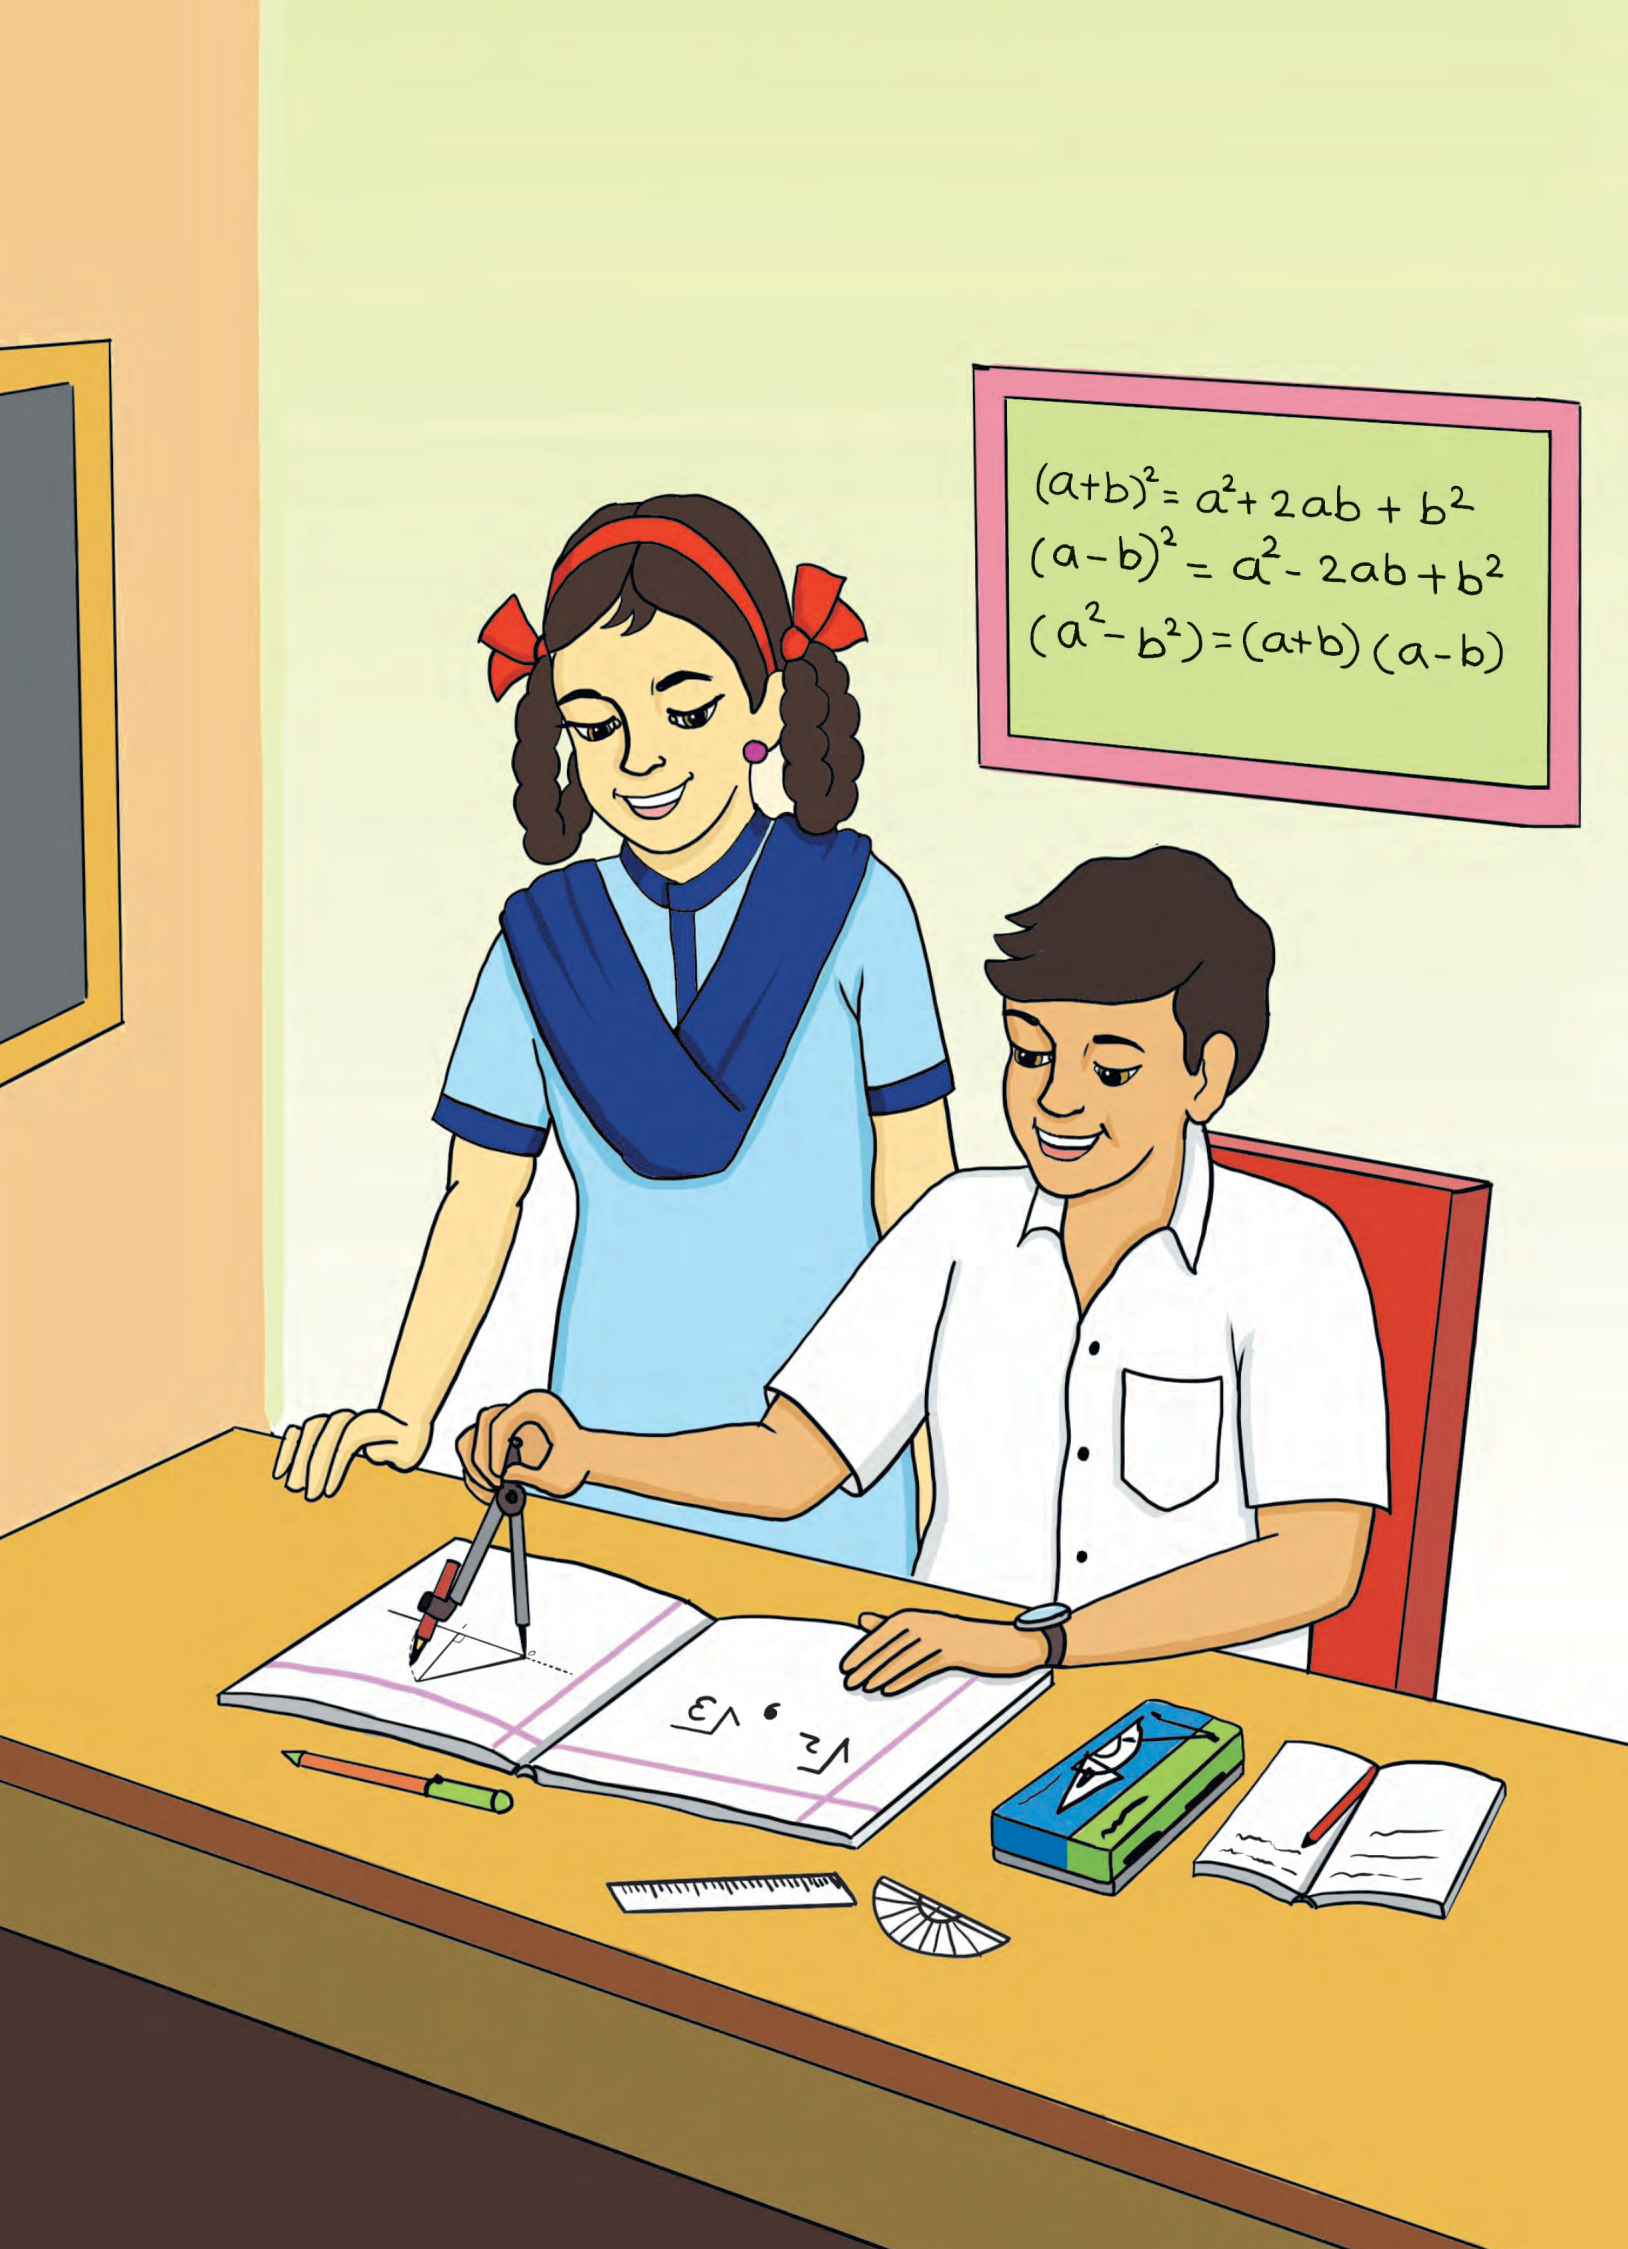 (a+b)²= a²+ 2ab + b²
(a-b)² = a²- 2ab+b²
(a²-b²)=(a+b)(a-b)
√2, √3